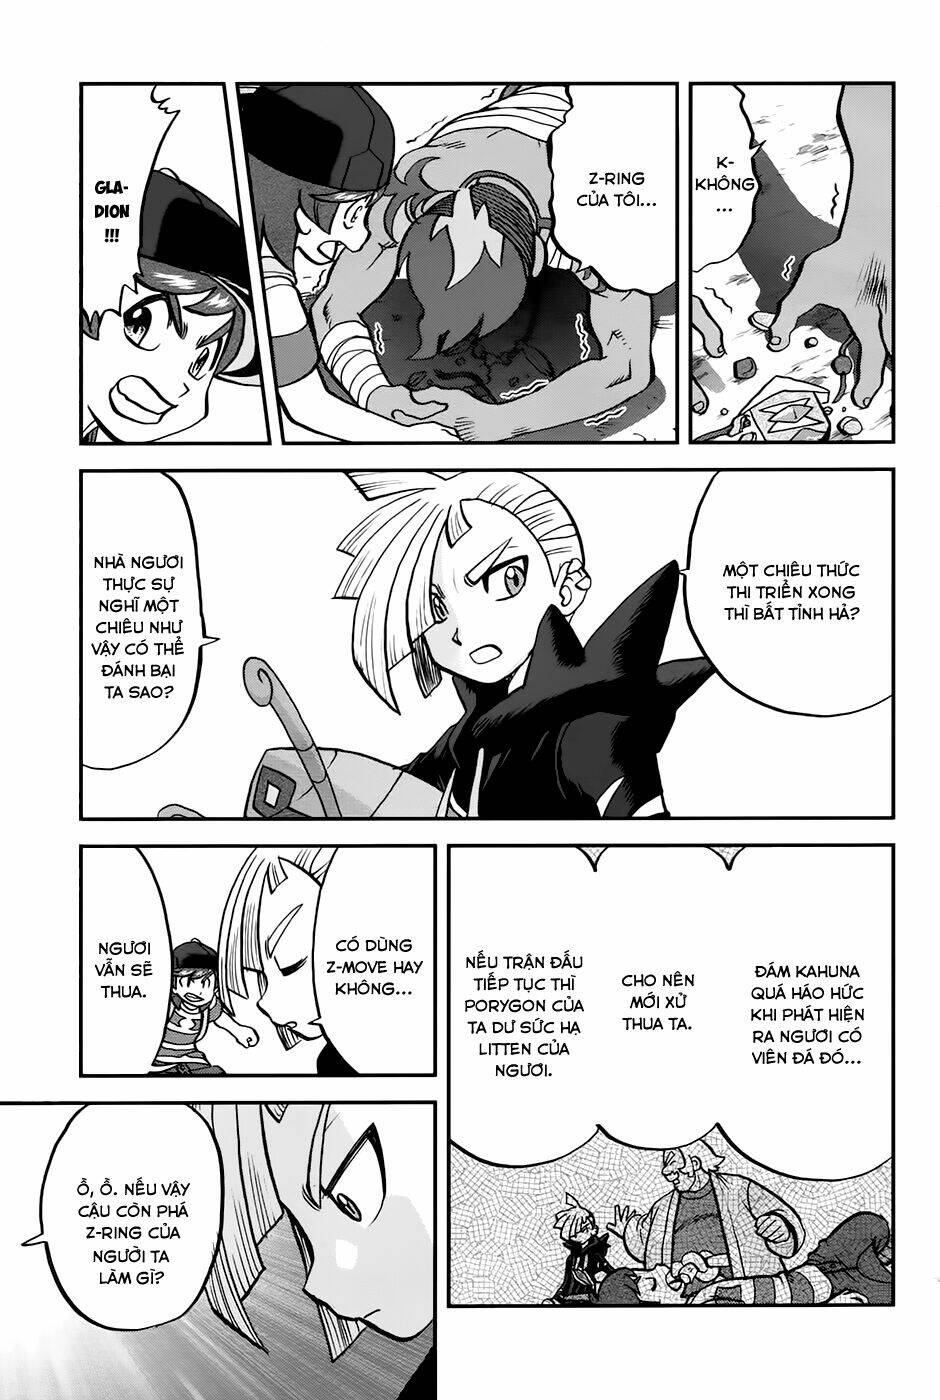 K-
KHÔNG
...
Z-RING
CỦA TÔI...
GLA-
DION
!!!
MỘT CHIÊU THỨC
THI TRIỂN XONG
THÌ BẤT TỈNH HẢ?
NHÀ NGƯƠI
THỰC SỰ
NGHĨ MỘT
CHIÊU NHƯ
VẬY CÓ THỂ
ĐÁNH BẠI
TA SAO?
ĐÁM KAHUNA
QUÁ HÁO HỨC
KHI PHÁT HIỆN
RA NGƯƠI CÓ
VIÊN ĐÁ ĐÓ...
CHO NÊN
MỚI XỬ
THUA TA.
NẾU TRẬN ĐẤU
TIẾP TỤC THÌ
PORYGON CỦA
TA DƯ SỨC HẠ
LITTEN CỦA
NGƯƠI.
CÓ DÙNG
Z-MOVE HAY
KHÔNG...
NGƯƠI
VẪN SẼ
THUA.
Ồ, Ồ. NẾU VẬY
CẬU CÒN PHÁ
Z-RING CỦA
NGƯỜI TA
LÀM GÌ?